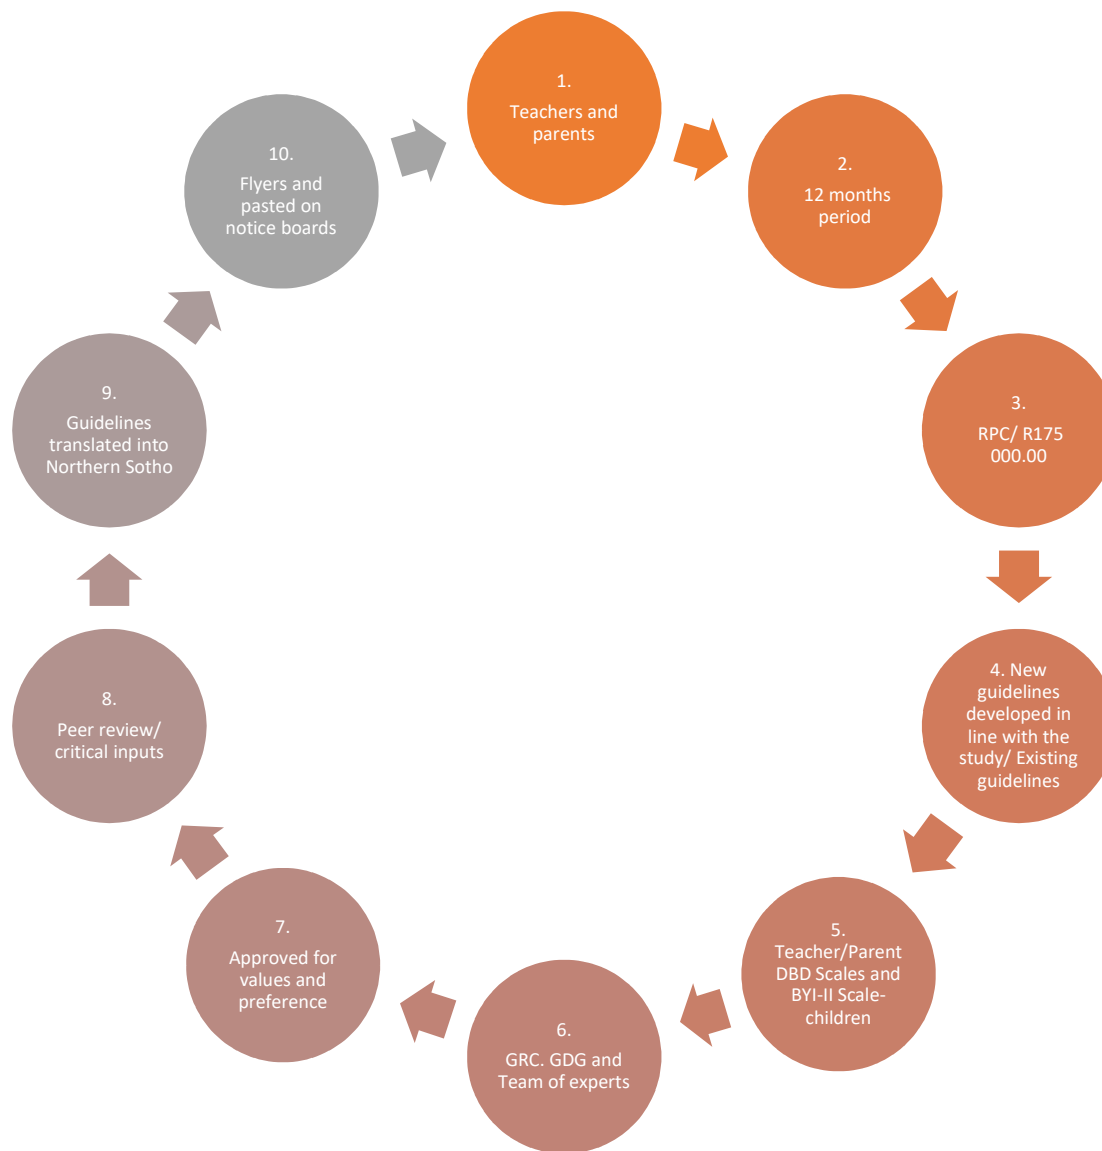 1.
Teachers and
parents
2.
12 months
period
3.
RPC/ R175
000.00
4. New
guidelines
developed in
line with the
study/ Existing
guidelines
5.
Teacher/Parent
DBD Scales and
BYI-II Scale-
children
6.
GRC. GDG and
Team of experts
7.
Approved for
values and
preference
8.
Peer review/
critical inputs
9.
Guidelines
translated into
Northern Sotho
10.
Flyers and
pasted on
notice boards